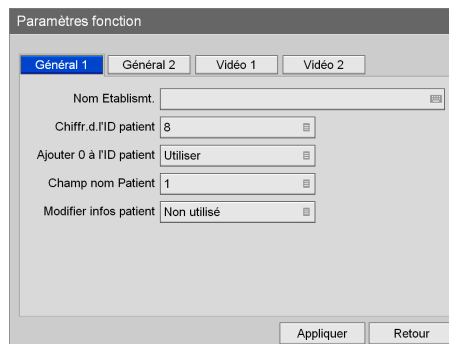 Paramètres fonction
Général 1 Général 2 Vidéo 1 Vidéo 2
Nom Etablismt.
Chiffr.d.l'ID patient 8
Ajouter 0 à l'ID patient Utiliser
Champ nom Patient 1
Modifier infos patient Non utilisé
Appliquer Retour